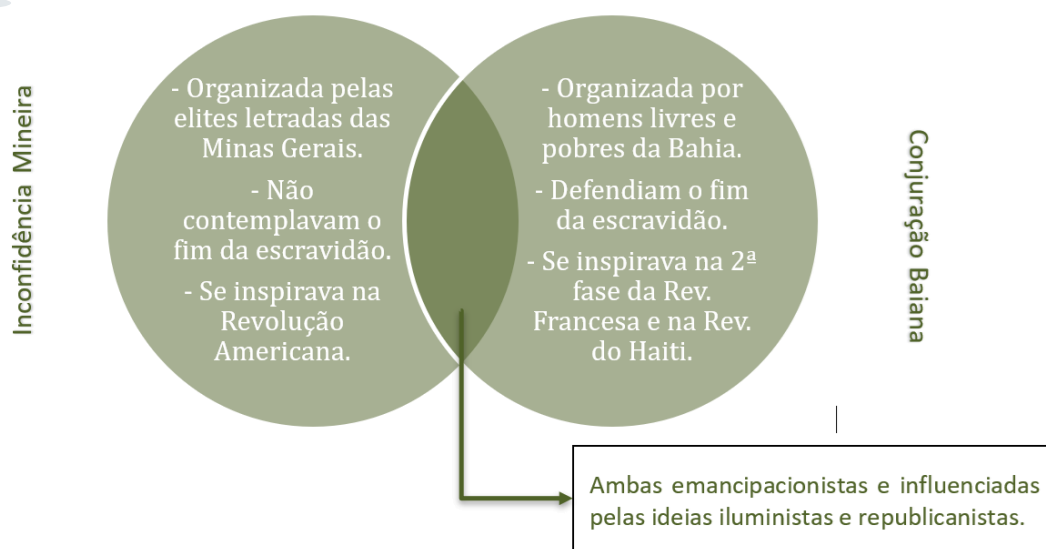 Inconfidência Mineira
- Organizada pelas
elites letradas das
Minas Gerais.
- Não
contemplavam o
fim da escravidão.
- Se inspirava na
Revolução
Americana.
- Organizada por
homens livres e
pobres da Bahia.
- Defendiam o fim
da escravidão.
- Se inspirava na 2ª
fase da Rev.
Francesa e na Rev.
do Haiti.
Conjuração Baiana
Ambas emancipacionistas e influenciadas
pelas ideias iluministas e republicanistas.